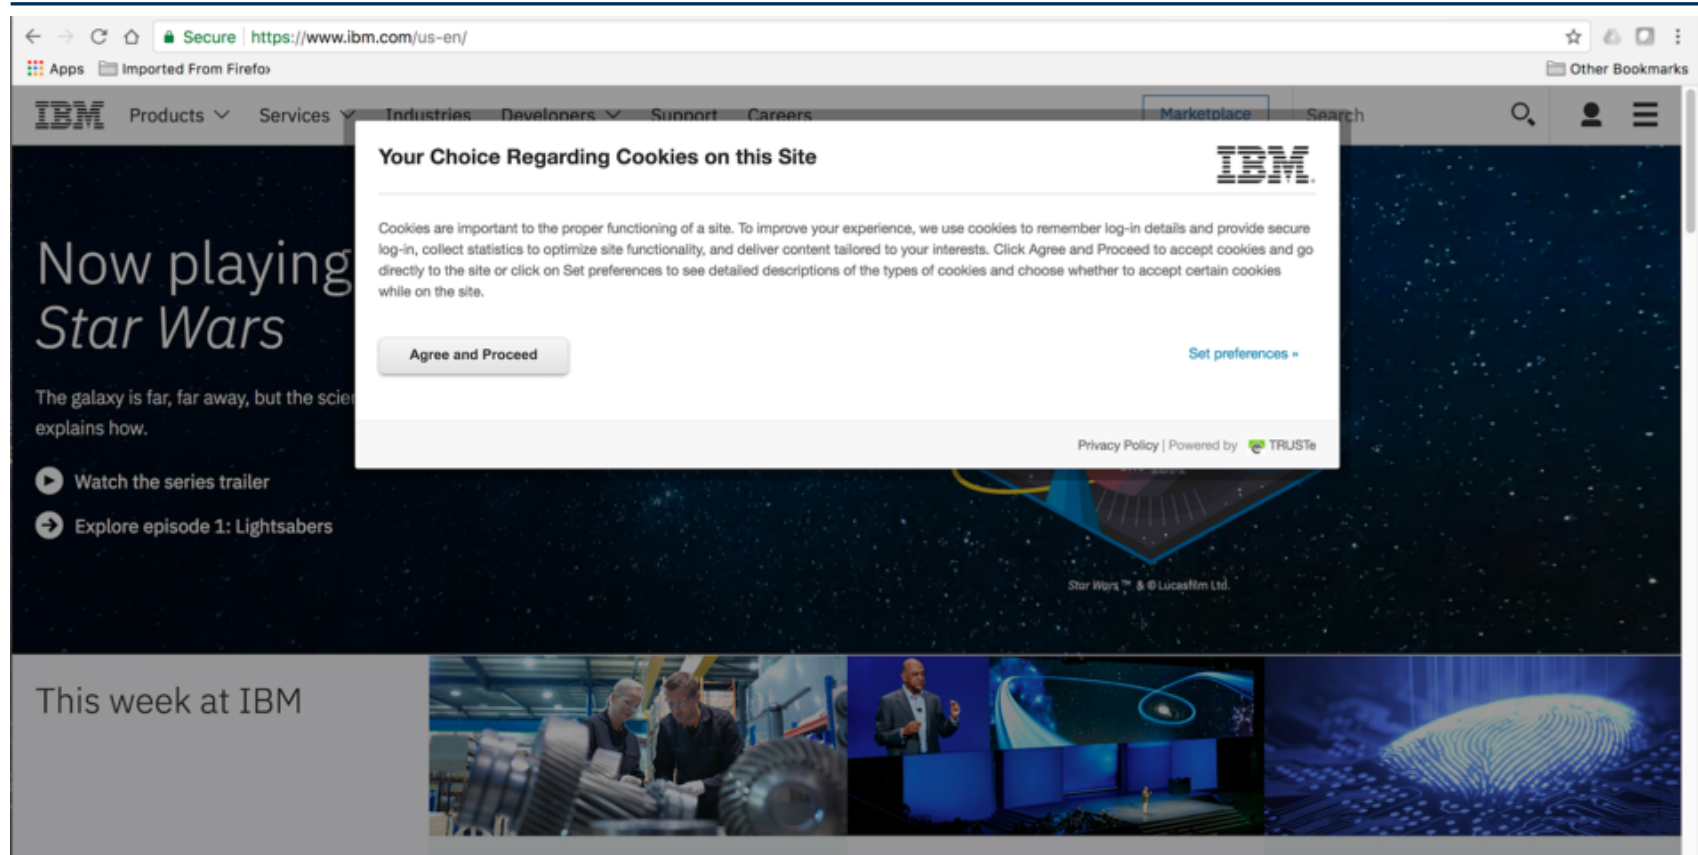 Secure https://www.ibm.com/us-en/
Apps Imported From Firefox
Other Bookmarks
IBM Products Services Industries Developers Support Careers Marketplace Search
Your Choice Regarding Cookies on this Site
IBM
Cookies are important to the proper functioning of a site. To improve your experience, we use cookies to remember log-in details and provide secure
log-in, collect statistics to optimize site functionality, and deliver content tailored to your interests. Click Agree and Proceed to accept cookies and go
directly to the site or click on Set preferences to see detailed descriptions of the types of cookies and choose whether to accept certain cookies
while on the site.
Agree and Proceed
Set preferences »
Privacy Policy | Powered by TRUSTe
Now playing
Star Wars
The galaxy is far, far away, but the scie
explains how.
Watch the series trailer
Explore episode 1: Lightsabers
IBM
Star Wars ™ & © Lucasfilm Ltd.
This week at IBM